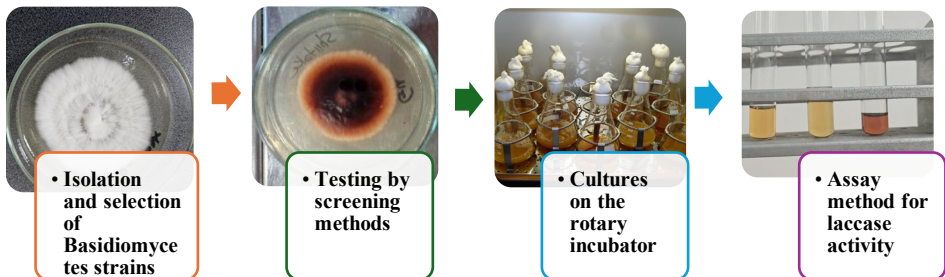 • Isolation
and selection
of
Basidiomyce
tes strains
• Testing by
screening
methods
• Cultures
on the
rotary
incubator
• Assay
method for
laccase
activity